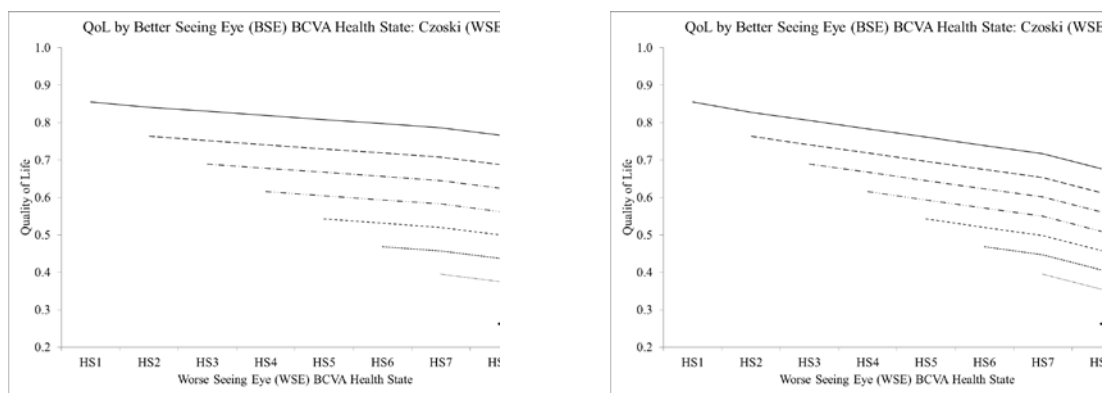 QoL by Better Seeing Eye (BSE) BCVA Health State: Czoski (WSE
1.0
0.9
0.8
0.7
0.6
0.5
0.4
0.3
0.2
Quality of Life
HS1 HS2 HS3 HS4 HS5 HS6 HS7 HS
Worse Seeing Eye (WSE) BCVA Health State
QoL by Better Seeing Eye (BSE) BCVA Health State: Czoski (WSE
1.0
0.9
0.8
0.7
0.6
0.5
0.4
0.3
0.2
Quality of Life
HS1 HS2 HS3 HS4 HS5 HS6 HS7 HS
Worse Seeing Eye (WSE) BCVA Health State